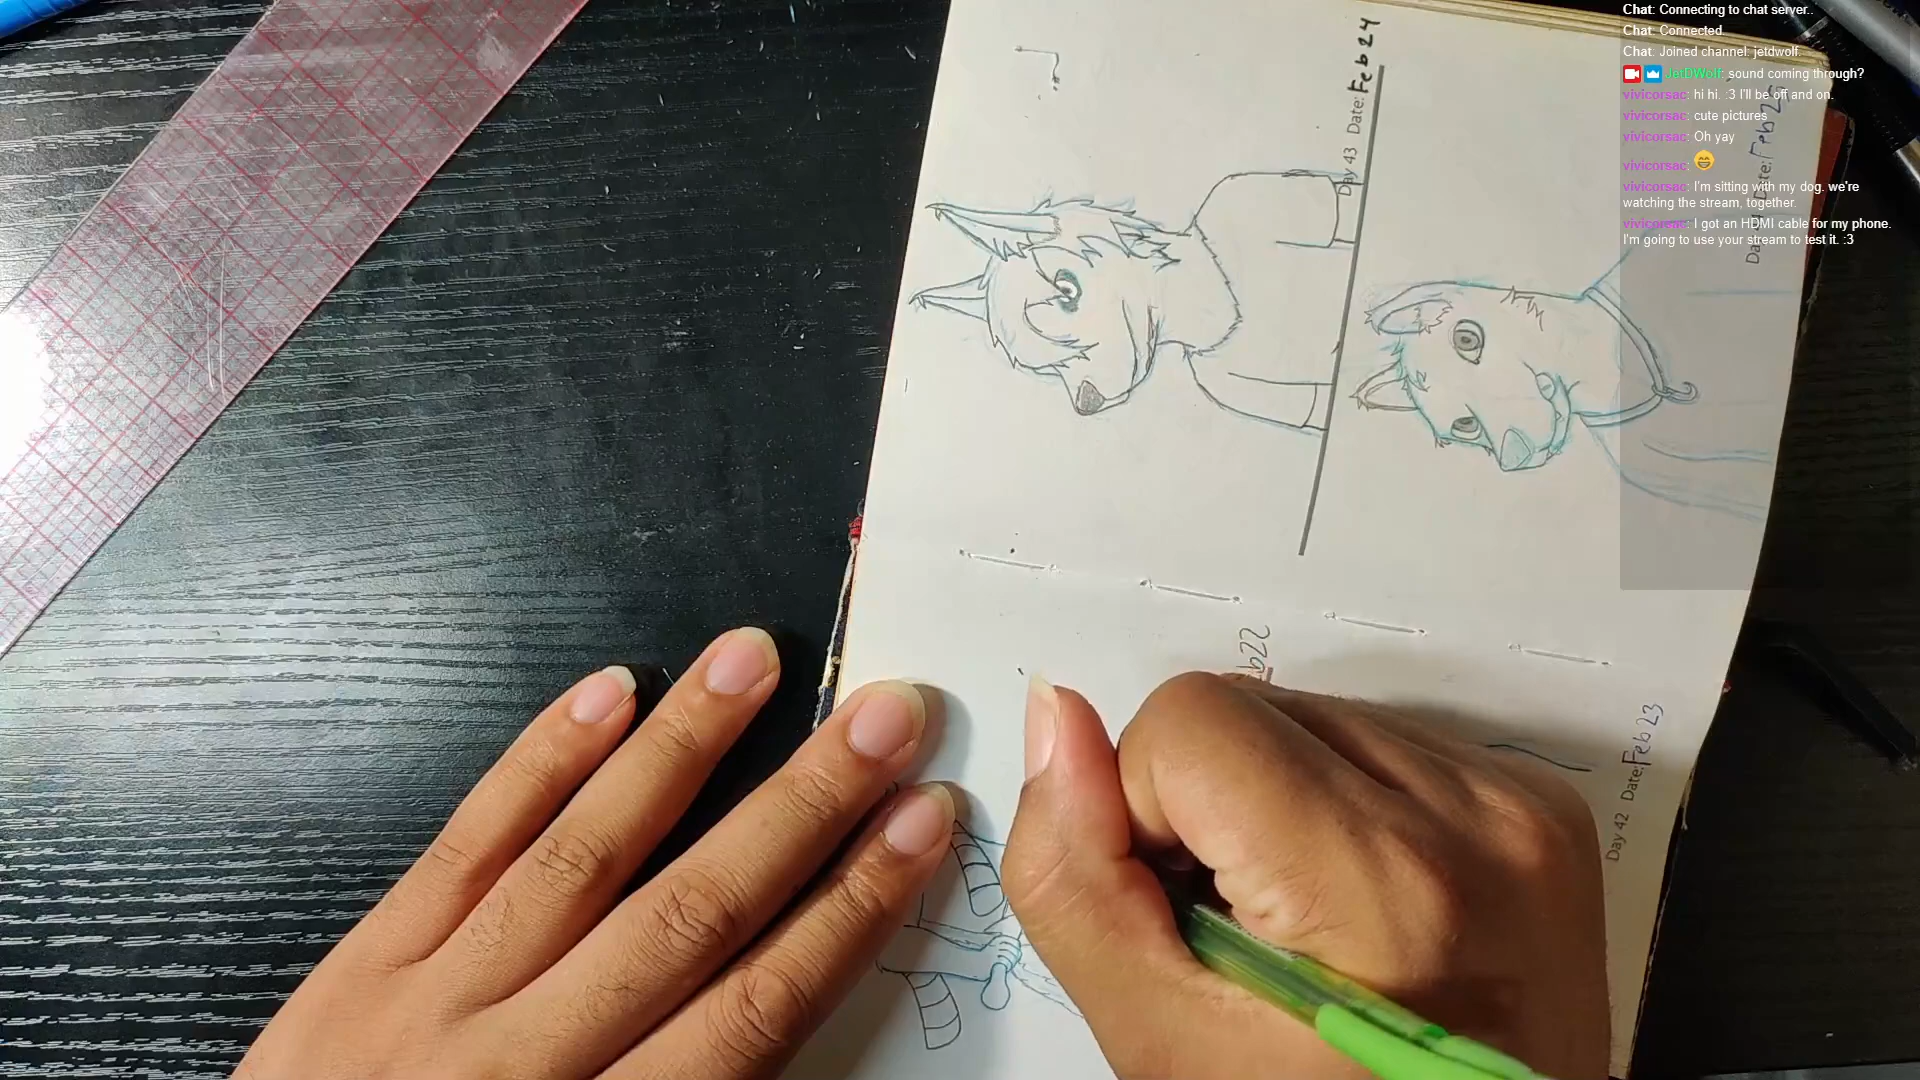 Chat: Connecting to chat server..
Chat: Connected
Chat: Joined channel: jetdwolf.
JetDWolf: sound coming through?
vivicorsac: hi hi. :3 I'll be off and on.
vivicorsac: cute pictures
vivicorsac: Oh yay
vivicorsac: 😄
vivicorsac: I'm sitting with my dog. we're
watching the stream, together.
vivicorsac: I got an HDMI cable for my phone.
I'm going to use your stream to test it. :3
Day 43 Date: Feb 24
Date: Feb 25
b22
Day 42 Date: Feb 23